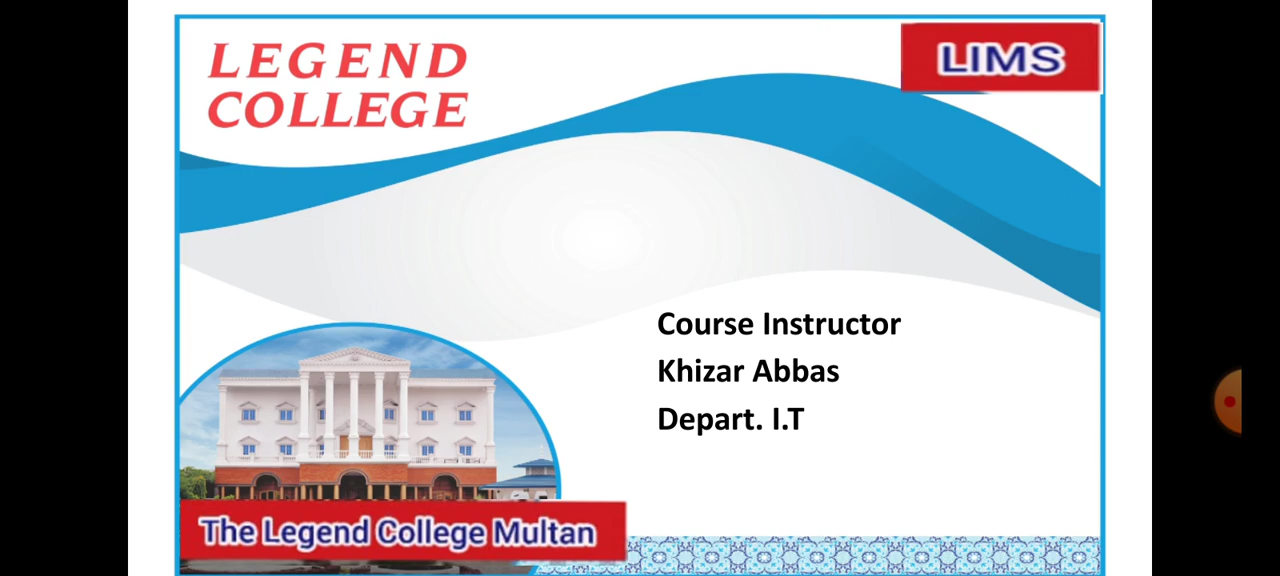 LEGEND
COLLEGE
LIMS
Course Instructor
Khizar Abbas
Depart. I.T
The Legend College Multan